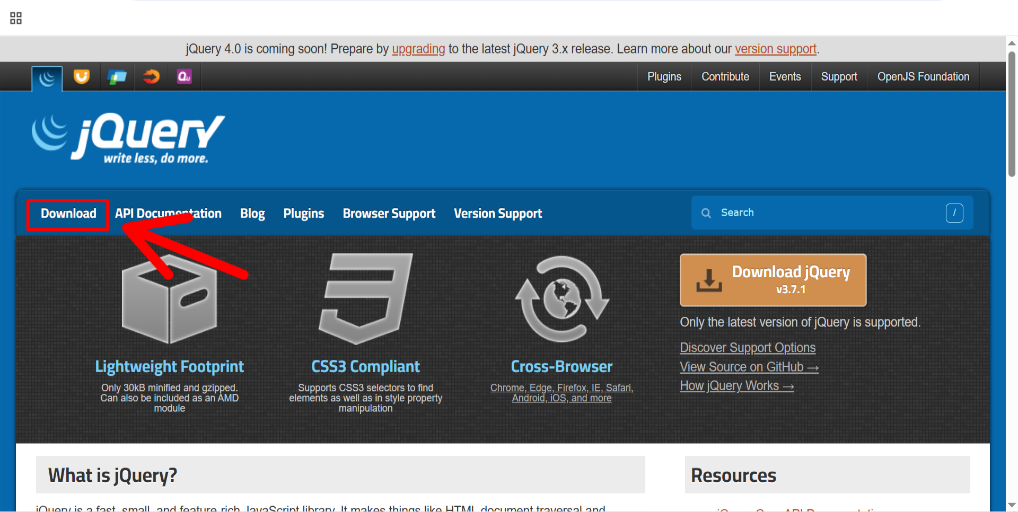 jQuery 4.0 is coming soon! Prepare by upgrading to the latest jQuery 3.x release. Learn more about our version support.
Qu
Plugins Contribute Events Support OpenJS Foundation
jQuery
write less, do more.
Download API Documentation Blog Plugins Browser Support Version Support
Search /
Lightweight Footprint
Only 30kB minified and gzipped.
Can also be included as an AMD
module
CSS3 Compliant
Supports CSS3 selectors to find
elements as well as in style property
manipulation
Cross-Browser
Chrome, Edge, Firefox, IE, Safari,
Android, iOS, and more
Download jQuery
v3.7.1
Only the latest version of jQuery is supported.
Discover Support Options
View Source on GitHub →
How jQuery Works →
What is jQuery?
jQuery is a fast, small, and feature-rich JavaScript library. It makes things like HTML document traversal and
Resources
jQuery Core API Documentation